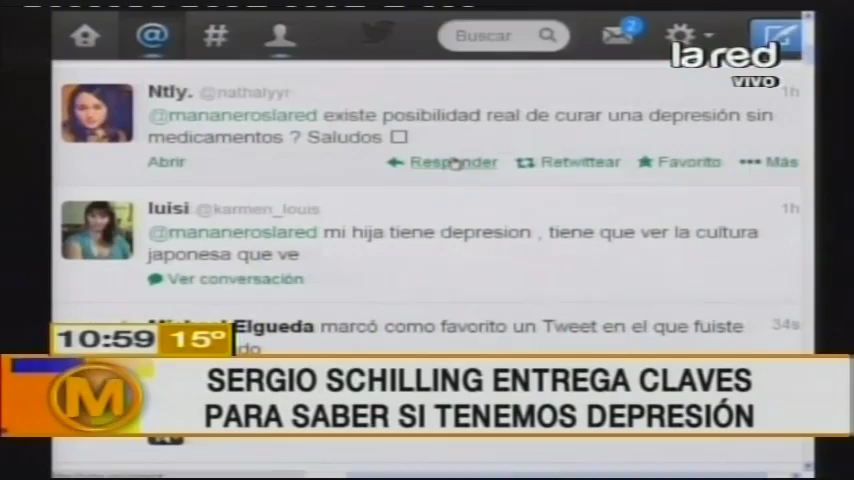 @
#
Buscar
2
la red
VIVO
Ntly. @nathalyyr
1h
@mananeroslared existe posibilidad real de curar una depresión sin
medicamentos ? Saludos
Abrir
Responder
Retwittear
Favorito
Más
luisi @karmen_louis
1h
@mananeroslared mi hija tiene depresion , tiene que ver la cultura
japonesa que ve
Ver conversación
Elgueda marcó como favorito un Tweet en el que fuiste
34s
10:59 15°
M
SERGIO SCHILLING ENTREGA CLAVES
PARA SABER SI TENEMOS DEPRESIÓN